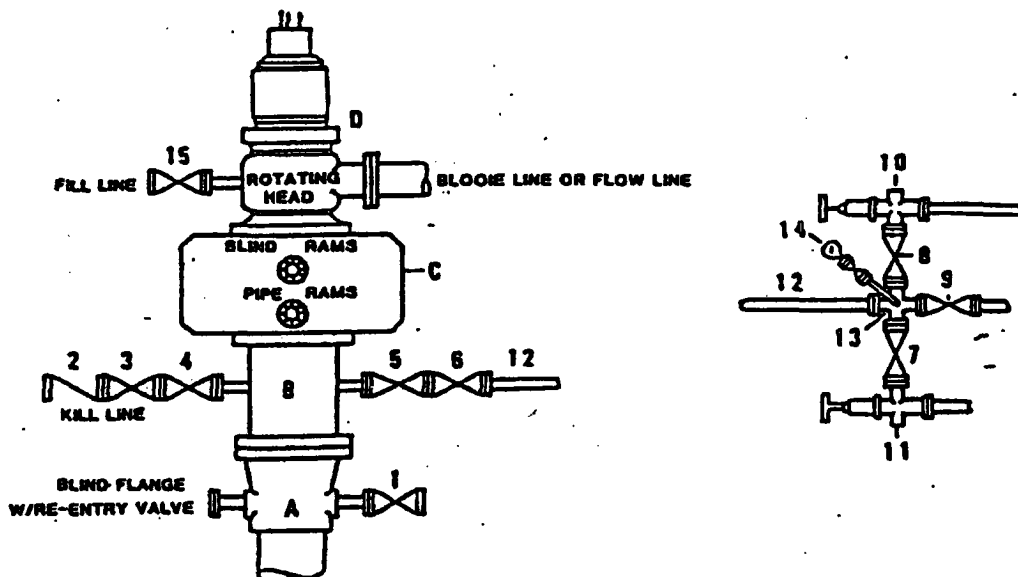 D
15
FILL LINE
ROTATING
HEAD
BLOOIE LINE OR FLOW LINE
BLIND RAMS
C
PIPE RAMS
2 3 4
B
5 6 12
KILL LINE
BLIND FLANGE
W/RE-ENTRY VALVE
A
1
10
14
8
9
12
13
7
11